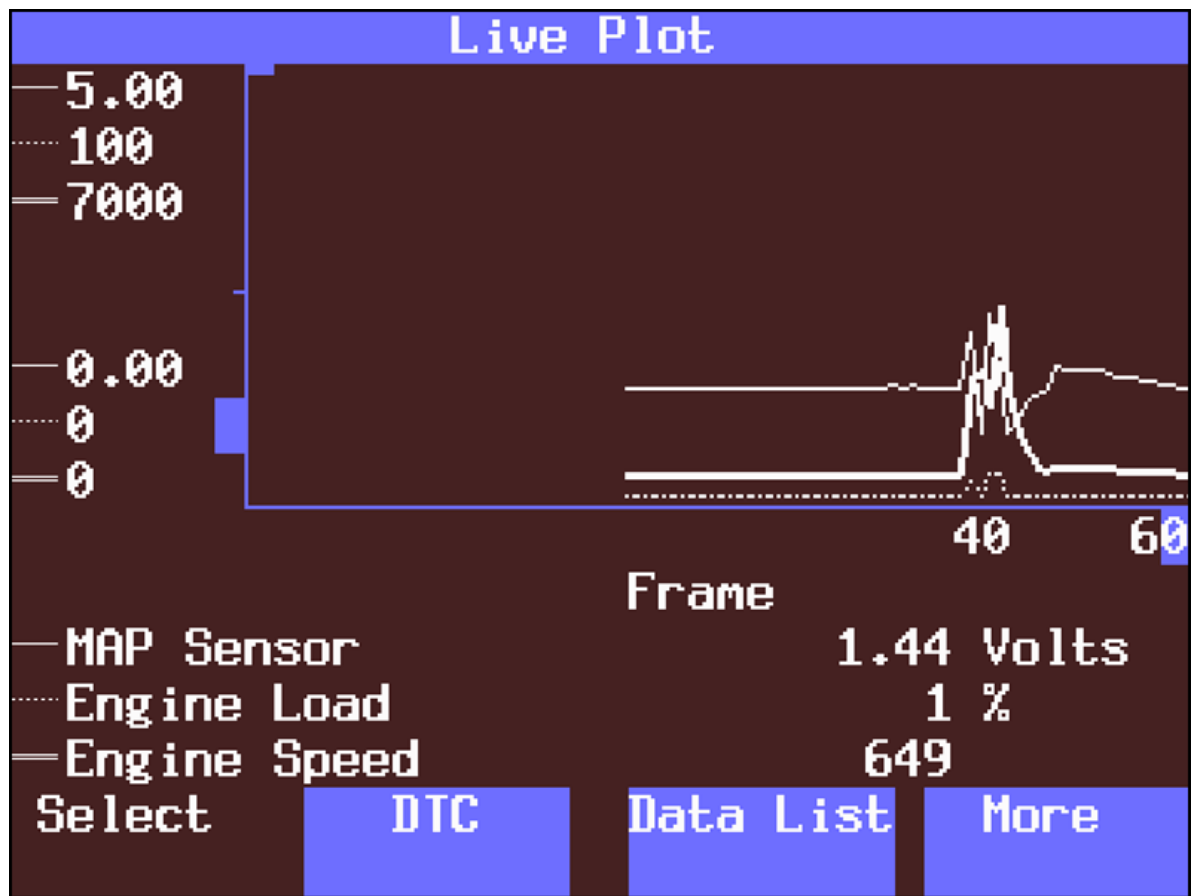 Live Plot
5.00
100
7000
0.00
0
0
40 60
Frame
MAP Sensor 1.44 Volts
Engine Load 1 %
Engine Speed 649
Select DTC Data List More